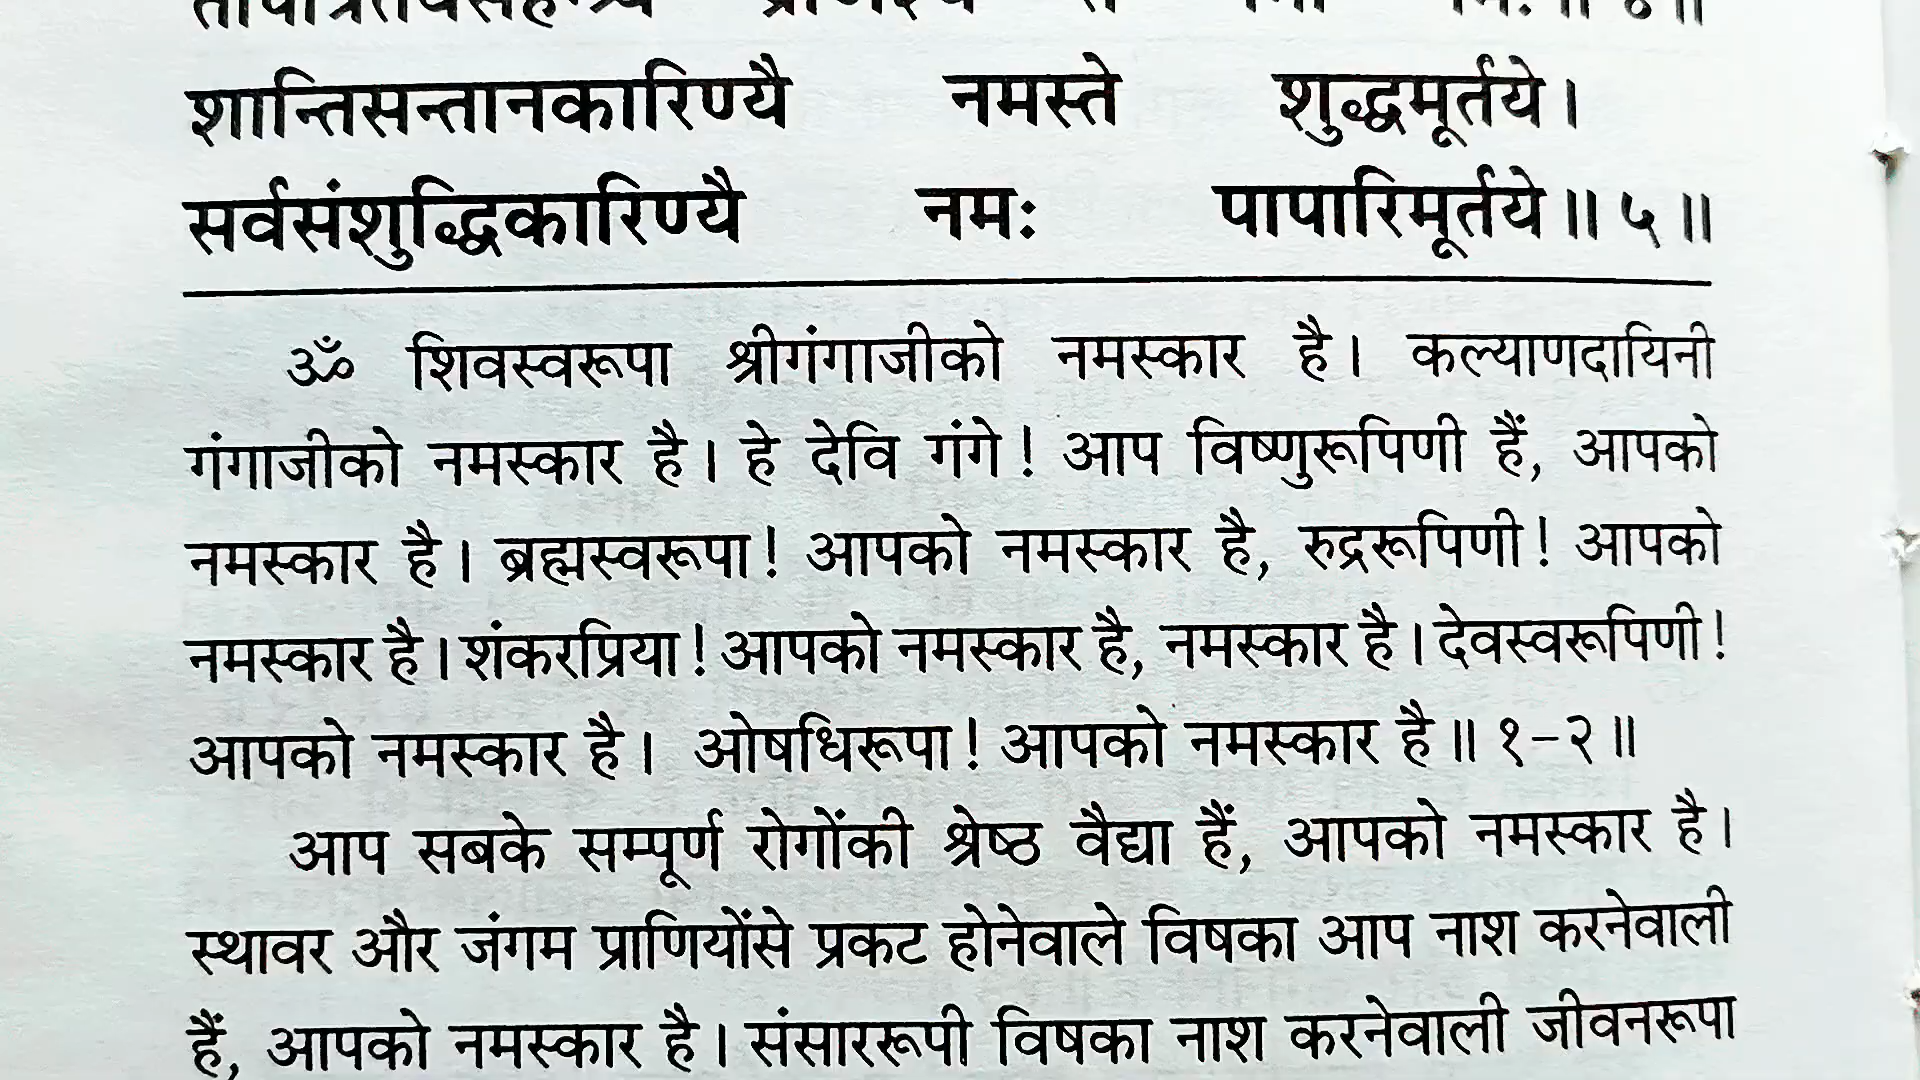 शान्तिसन्तानकारिण्यै नमस्ते शुद्धमूर्तये।
सर्वसंशुद्धिकारिण्यै नमः पापारिमूर्तये॥ ५ ॥
ॐ शिवस्वरूपा श्रीगंगाजीको नमस्कार है। कल्याणदायिनी
गंगाजीको नमस्कार है। हे देवि गंगे! आप विष्णुरूपिणी हैं, आपको
नमस्कार है। ब्रह्मस्वरूपा! आपको नमस्कार है, रुद्ररूपिणी! आपको
नमस्कार है। शंकरप्रिया! आपको नमस्कार है, नमस्कार है। देवस्वरूपिणी!
आपको नमस्कार है। ओषधिरूपा! आपको नमस्कार है॥ १-२ ॥
आप सबके सम्पूर्ण रोगोंकी श्रेष्ठ वैद्या हैं, आपको नमस्कार है।
स्थावर और जंगम प्राणियोंसे प्रकट होनेवाले विषका आप नाश करनेवाली
हैं, आपको नमस्कार है। संसाररूपी विषका नाश करनेवाली जीवनरूपा